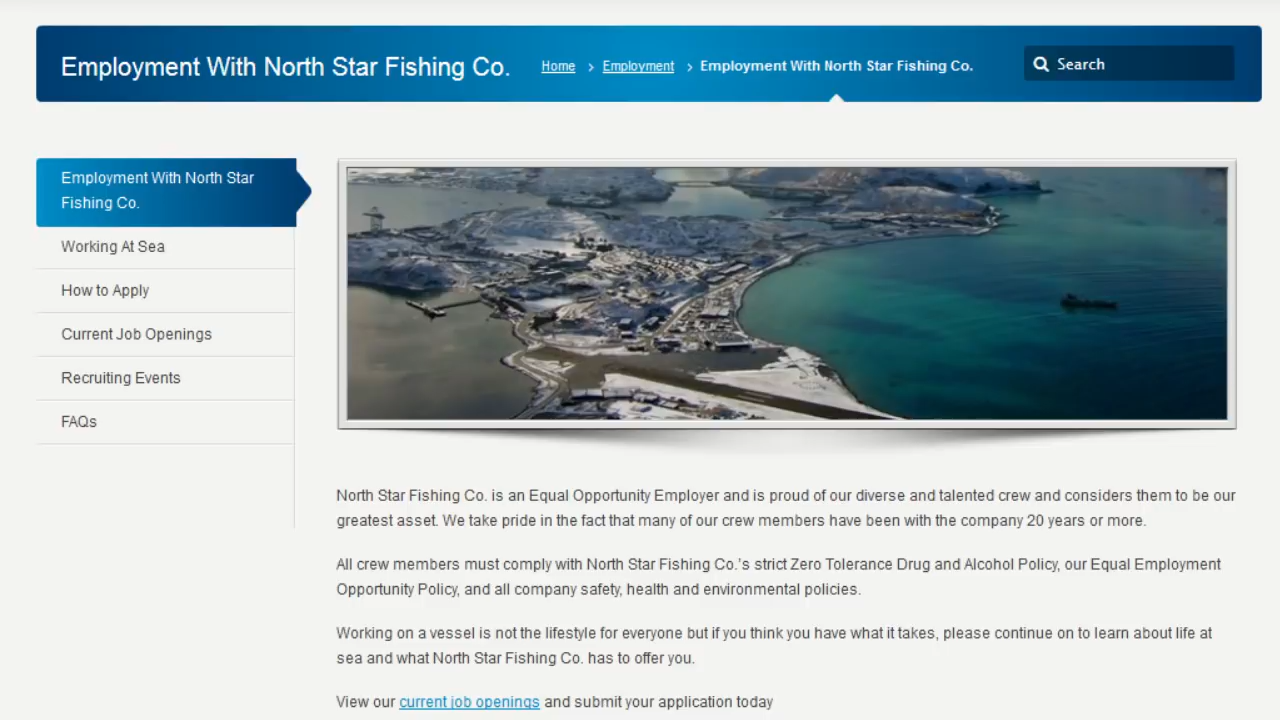 Employment With North Star Fishing Co.
Home > Employment > Employment With North Star Fishing Co.
Search
Employment With North Star
Fishing Co.
Working At Sea
How to Apply
Current Job Openings
Recruiting Events
FAQs
North Star Fishing Co. is an Equal Opportunity Employer and is proud of our diverse and talented crew and considers them to be our
greatest asset. We take pride in the fact that many of our crew members have been with the company 20 years or more.
All crew members must comply with North Star Fishing Co.'s strict Zero Tolerance Drug and Alcohol Policy, our Equal Employment
Opportunity Policy, and all company safety, health and environmental policies.
Working on a vessel is not the lifestyle for everyone but if you think you have what it takes, please continue on to learn about life at
sea and what North Star Fishing Co. has to offer you.
View our current job openings and submit your application today